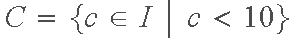 C = {c ∈ I | c < 10}